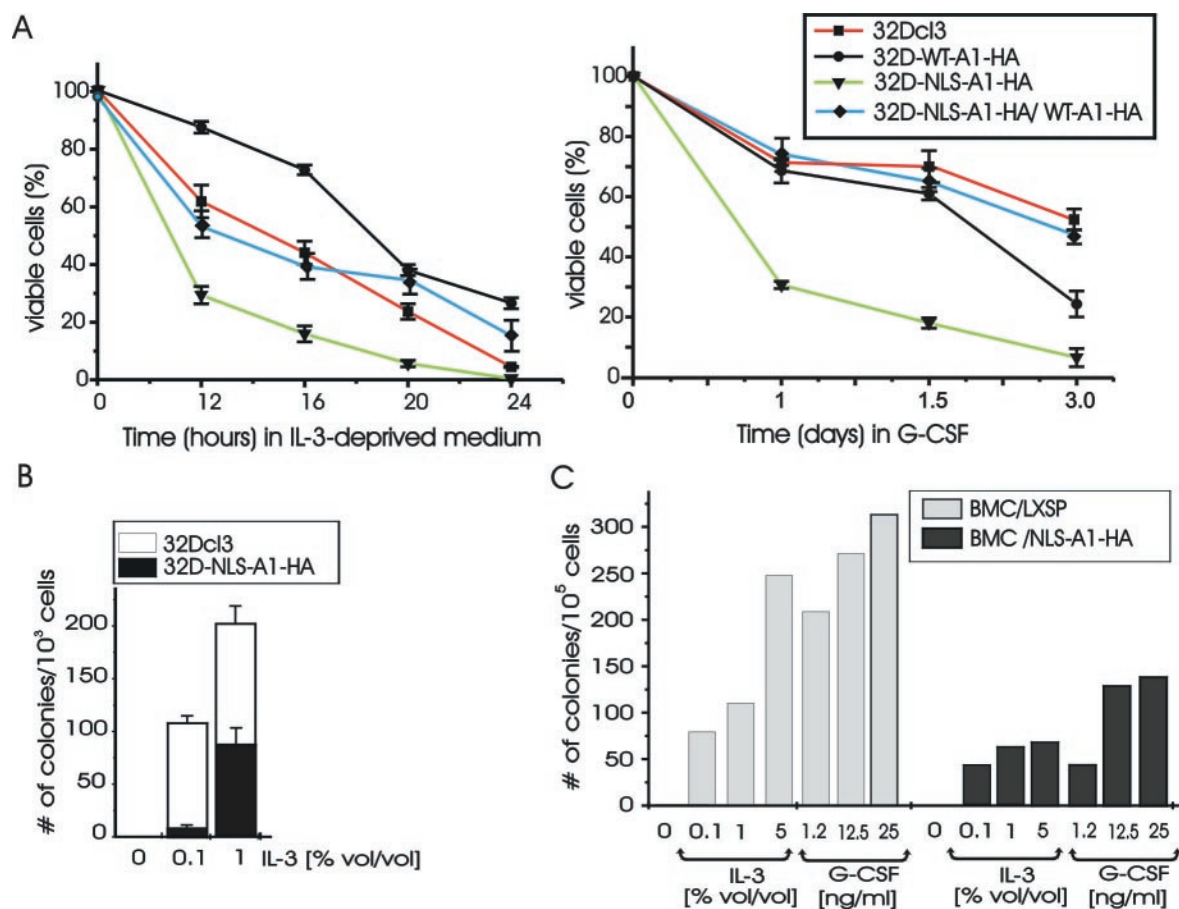 A
100
80
60
40
20
0
viable cells (%)
0 12 16 20 24
Time (hours) in IL-3-deprived medium
100
80
60
40
20
0
viable cells (%)
0 1 1.5 3.0
Time (days) in G-CSF
32Dcl3
32D-WT-A1-HA
32D-NLS-A1-HA
32D-NLS-A1-HA/ WT-A1-HA
B
32Dcl3
32D-NLS-A1-HA
200
150
100
50
0
# of colonies/10³ cells
0 0.1 1 IL-3 [% vol/vol]
C
BMC/LXSP
BMC /NLS-A1-HA
300
250
200
150
100
50
0
# of colonies/10⁵ cells
0 0.1 1 5 1.2 12.5 25 0 0.1 1 5 1.2 12.5 25
IL-3 G-CSF IL-3 G-CSF
[% vol/vol] [ng/ml] [% vol/vol] [ng/ml]